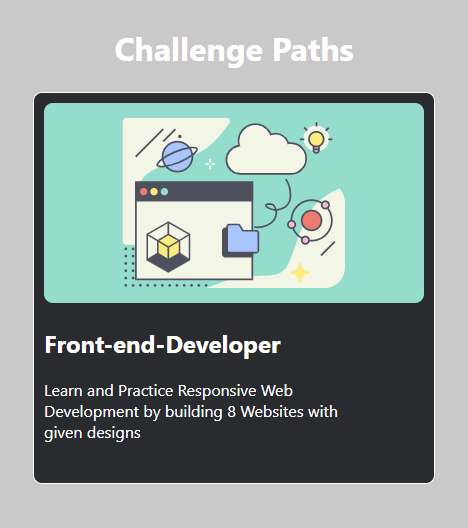 Challenge Paths
Front-end-Developer
Learn and Practice Responsive Web
Development by building 8 Websites with
given designs